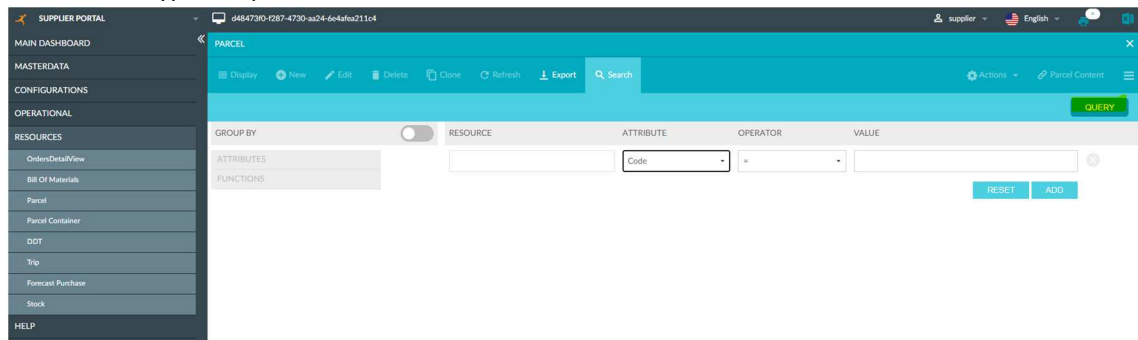 SUPPLIER PORTAL
d48473f0-f287-4730-aa24-6e4afea211c4
supplier
English
MAIN DASHBOARD
PARCEL
MASTERDATA
Display New Edit Delete Clone Refresh Export Search
Actions Parcel Content
CONFIGURATIONS
OPERATIONAL
QUERY
RESOURCES
GROUP BY
RESOURCE ATTRIBUTE OPERATOR VALUE
OrdersDetailView
ATTRIBUTES
Code =
Bill Of Materials
FUNCTIONS
Parcel
RESET ADD
Parcel Container
DDT
Trip
Forecast Purchase
Stock
HELP